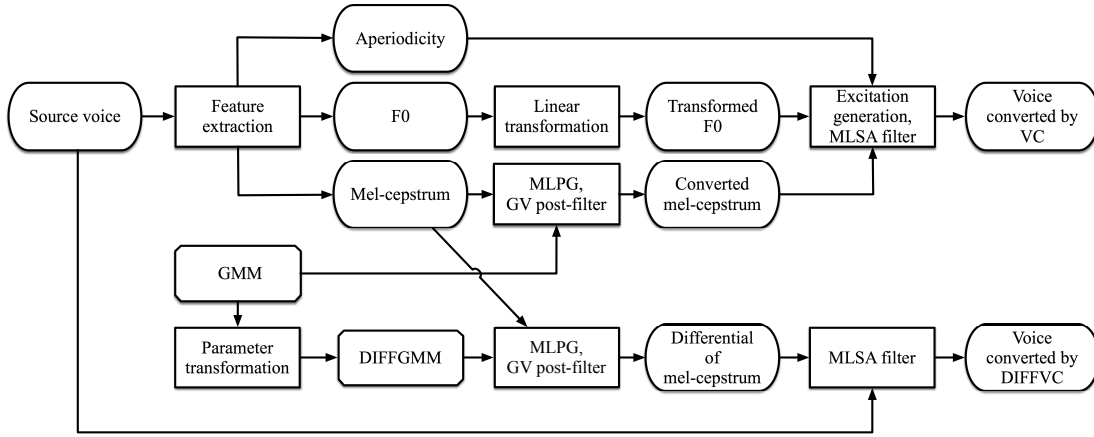 Aperiodicity
Source voice
Feature
extraction
F0
Linear
transformation
Transformed
F0
Excitation
generation,
MLSA filter
Voice
converted by
VC
Mel-cepstrum
MLPG,
GV post-filter
Converted
mel-cepstrum
GMM
Parameter
transformation
DIFFGMM
MLPG,
GV post-filter
Differential
of
mel-cepstrum
MLSA filter
Voice
converted by
DIFFVC